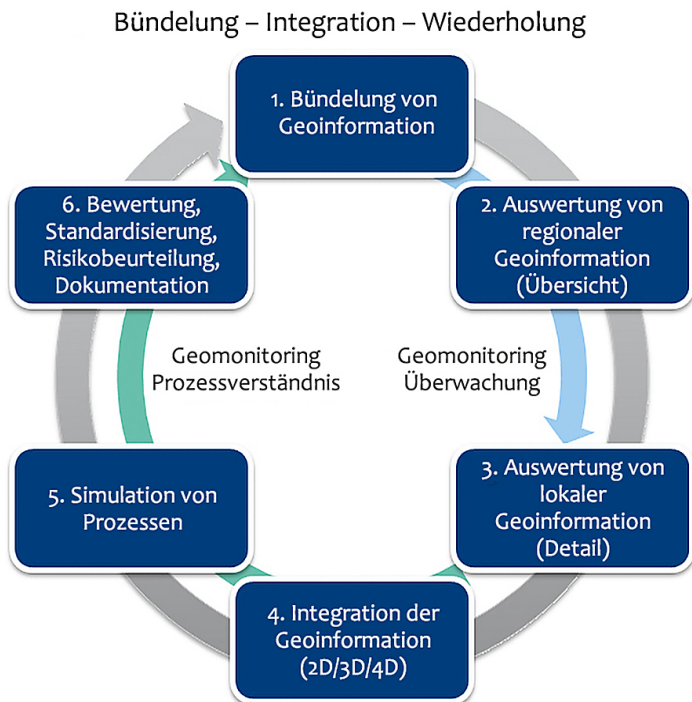 Bündelung – Integration – Wiederholung
1. Bündelung von
Geoinformation
2. Auswertung von
regionaler
Geoinformation
(Übersicht)
3. Auswertung von
lokaler
Geoinformation
(Detail)
4. Integration der
Geoinformation
(2D/3D/4D)
5. Simulation von
Prozessen
6. Bewertung,
Standardisierung,
Risikobeurteilung,
Dokumentation
Geomonitoring
Prozessverständnis
Geomonitoring
Überwachung